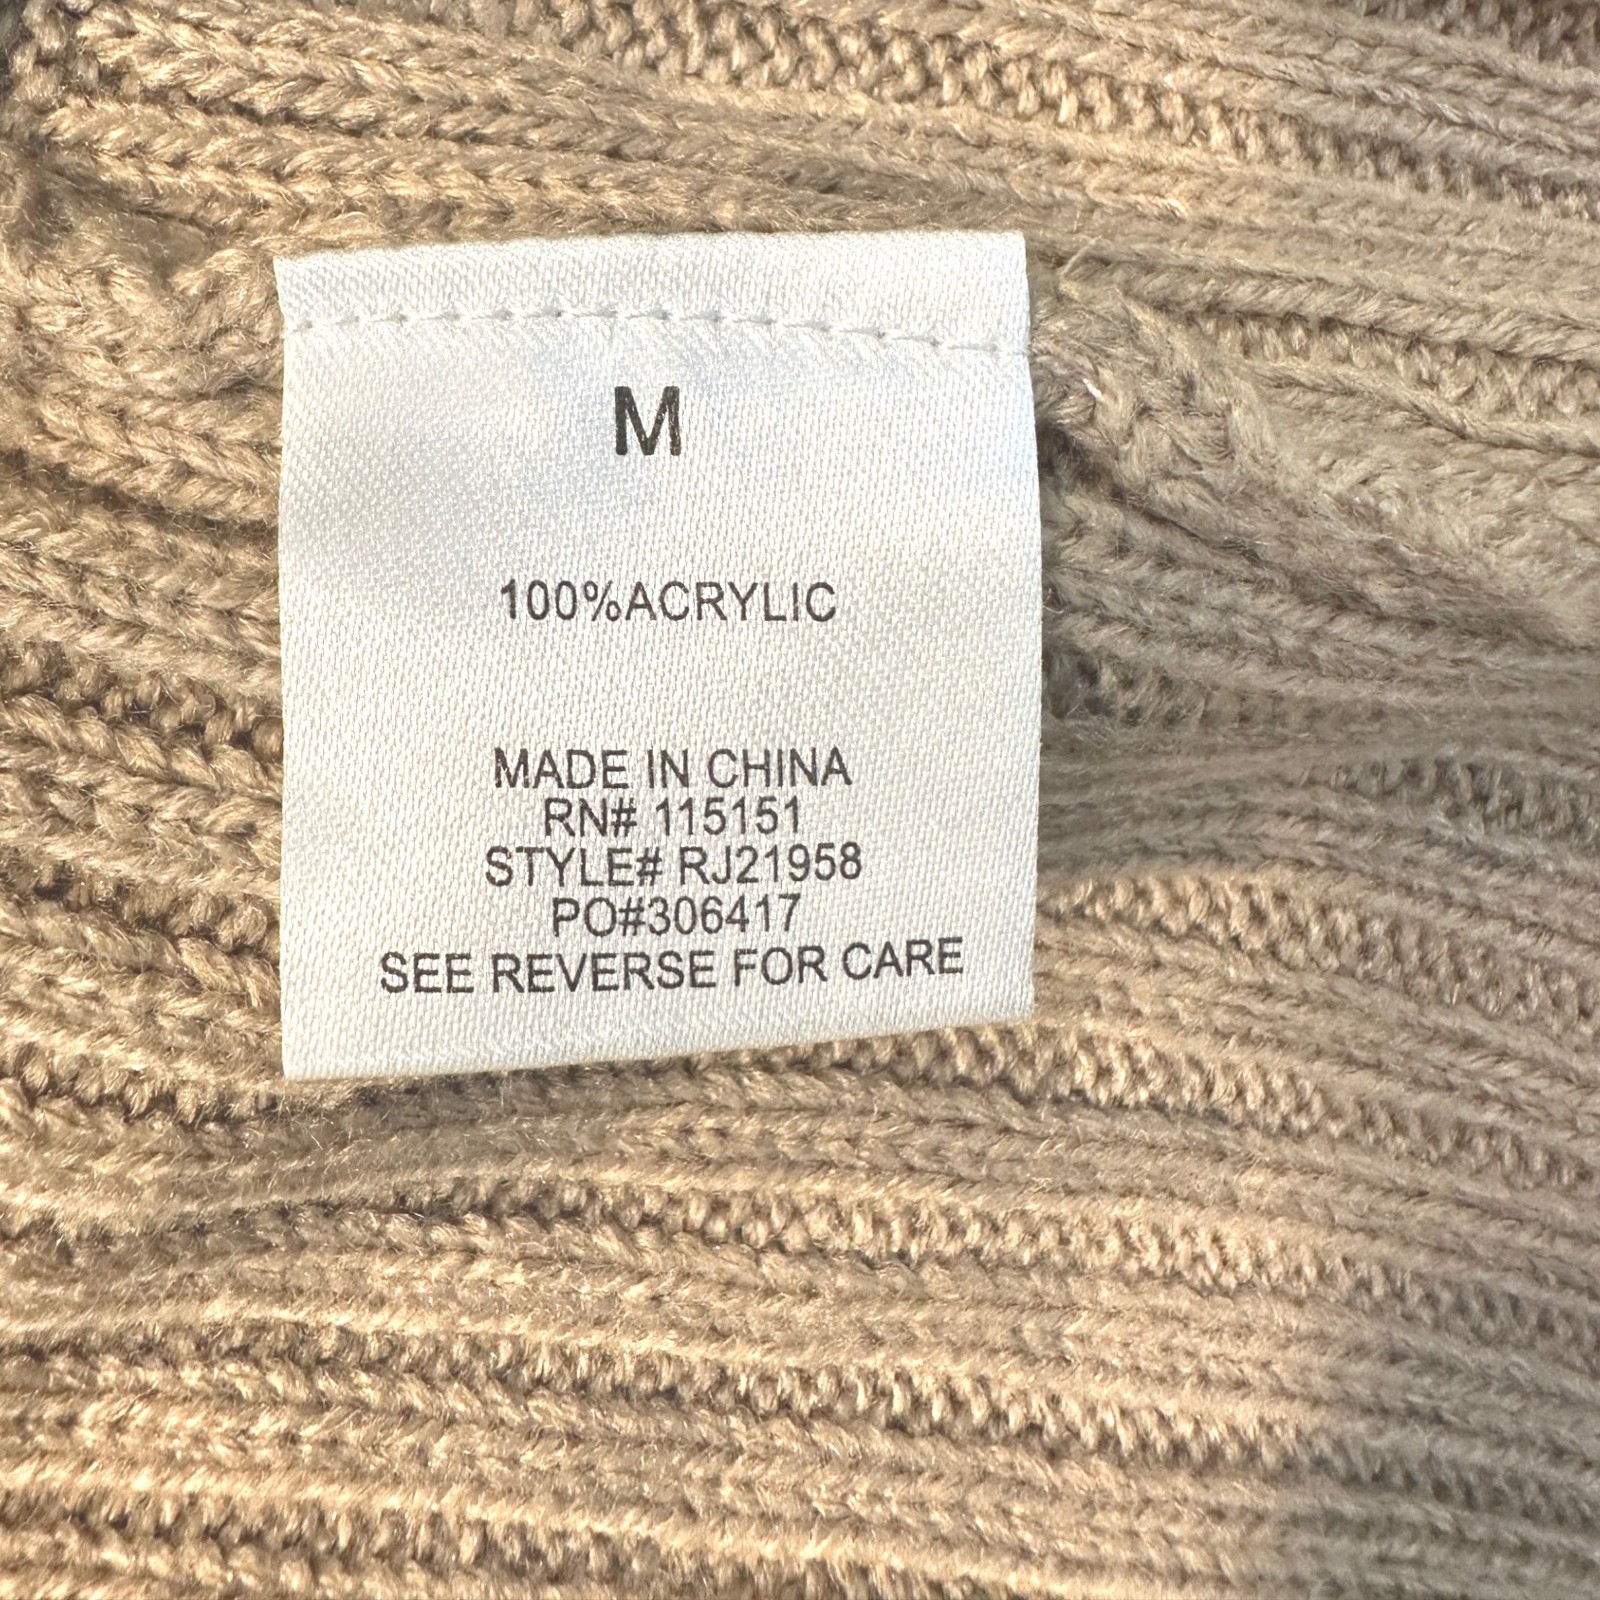 M
100%ACRYLIC
MADE IN CHINA
RN# 115151
STYLE# RJ21958
PO#306417
SEE REVERSE FOR CARE